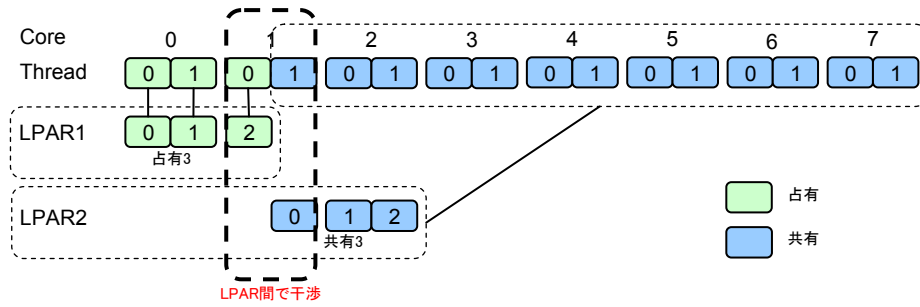 Core 0 1 2 3 4 5 6 7
Thread 0 1 0 1 0 1 0 1 0 1 0 1 0 1 0 1
LPAR1 0 1 2
占有3
LPAR2 0 1 2
共有3
占有
共有
LPAR間で干渉